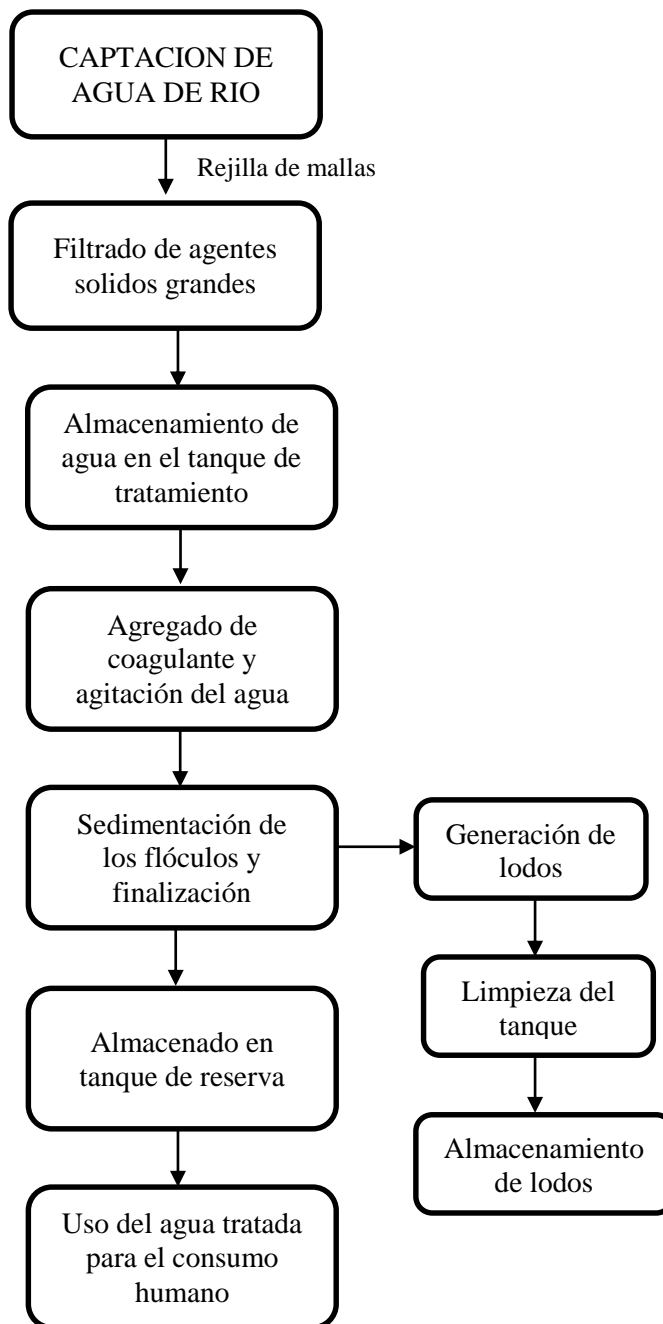 CAPTACION DE
AGUA DE RIO
Rejilla de mallas
Filtrado de agentes
solidos grandes
Almacenamiento de
agua en el tanque de
tratamiento
Agregado de
coagulante y
agitación del agua
Sedimentación de
los flóculos y
finalización
Generación de
lodos
Limpieza del
tanque
Almacenamiento
de lodos
Almacenado en
tanque de reserva
Uso del agua tratada
para el consumo
humano